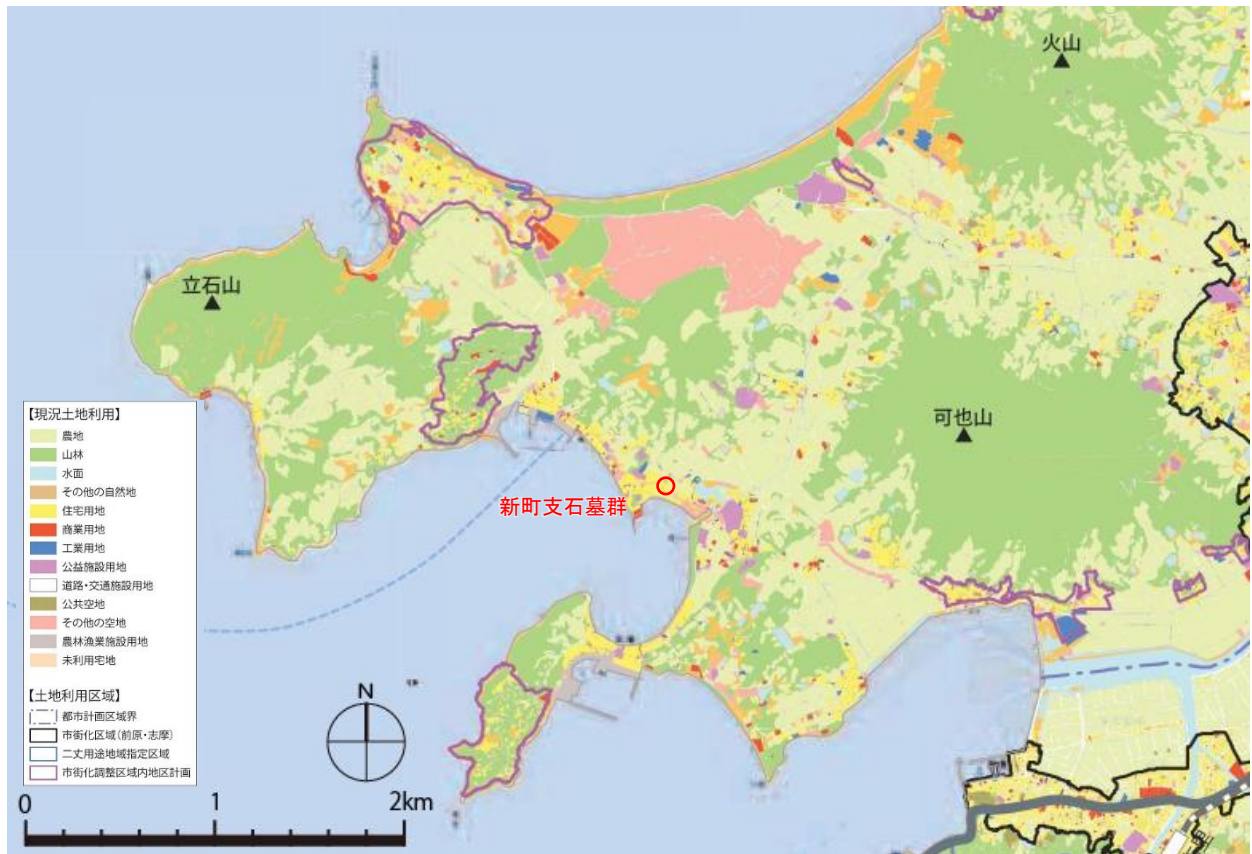 火山
立石山
可也山
新町支石墓群
【現況土地利用】
農地
山林
水面
その他の自然地
住宅用地
商業用地
工業用地
公益施設用地
道路・交通施設用地
公共空地
その他の空地
農林漁業施設用地
未利用宅地
【土地利用区域】
都市計画区域界
市街化区域(前原・志摩)
二丈用途地域指定区域
市街化調整区域内地区計画
N
0 1 2km